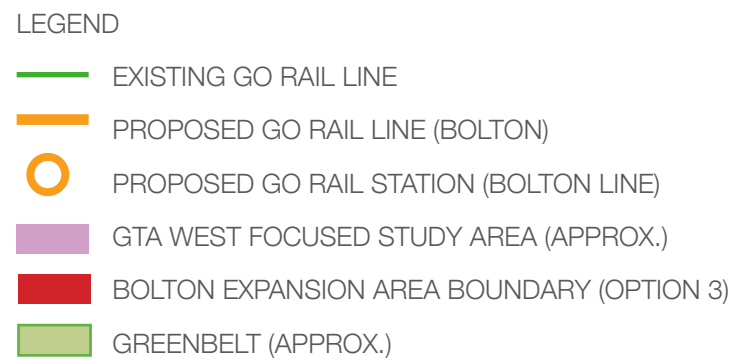 LEGEND
EXISTING GO RAIL LINE
PROPOSED GO RAIL LINE (BOLTON)
PROPOSED GO RAIL STATION (BOLTON LINE)
GTA WEST FOCUSED STUDY AREA (APPROX.)
BOLTON EXPANSION AREA BOUNDARY (OPTION 3)
GREENBELT (APPROX.)